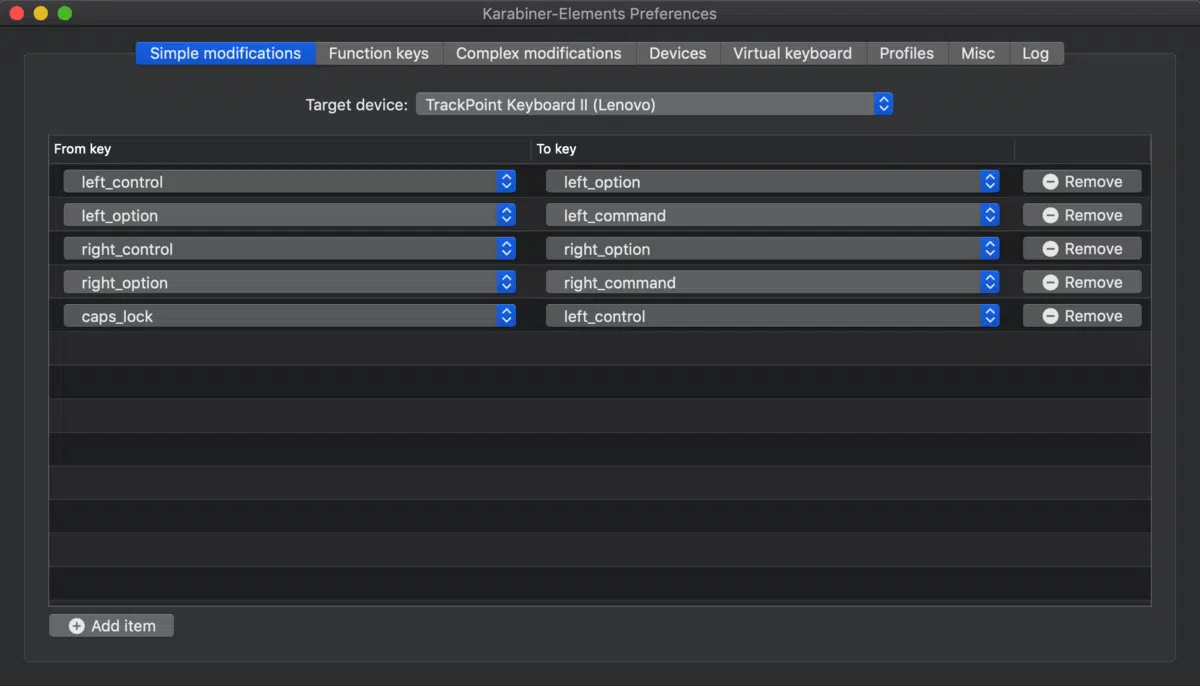 Karabiner-Elements Preferences
Simple modifications Function keys Complex modifications Devices Virtual keyboard Profiles Misc Log
Target device: TrackPoint Keyboard II (Lenovo)
From key To key
left_control left_option Remove
left_option left_command Remove
right_control right_option Remove
right_option right_command Remove
caps_lock left_control Remove
Add item